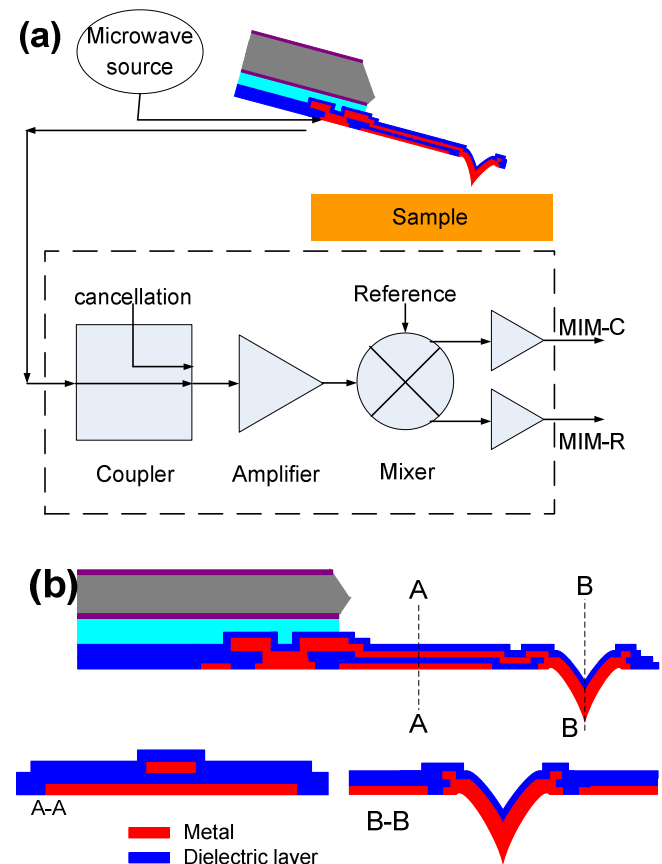 (a)
Microwave
source
Sample
cancellation
Reference
MIM-C
MIM-R
Coupler
Amplifier
Mixer
(b)
A
B
A
B
A-A
B-B
Metal
Dielectric layer